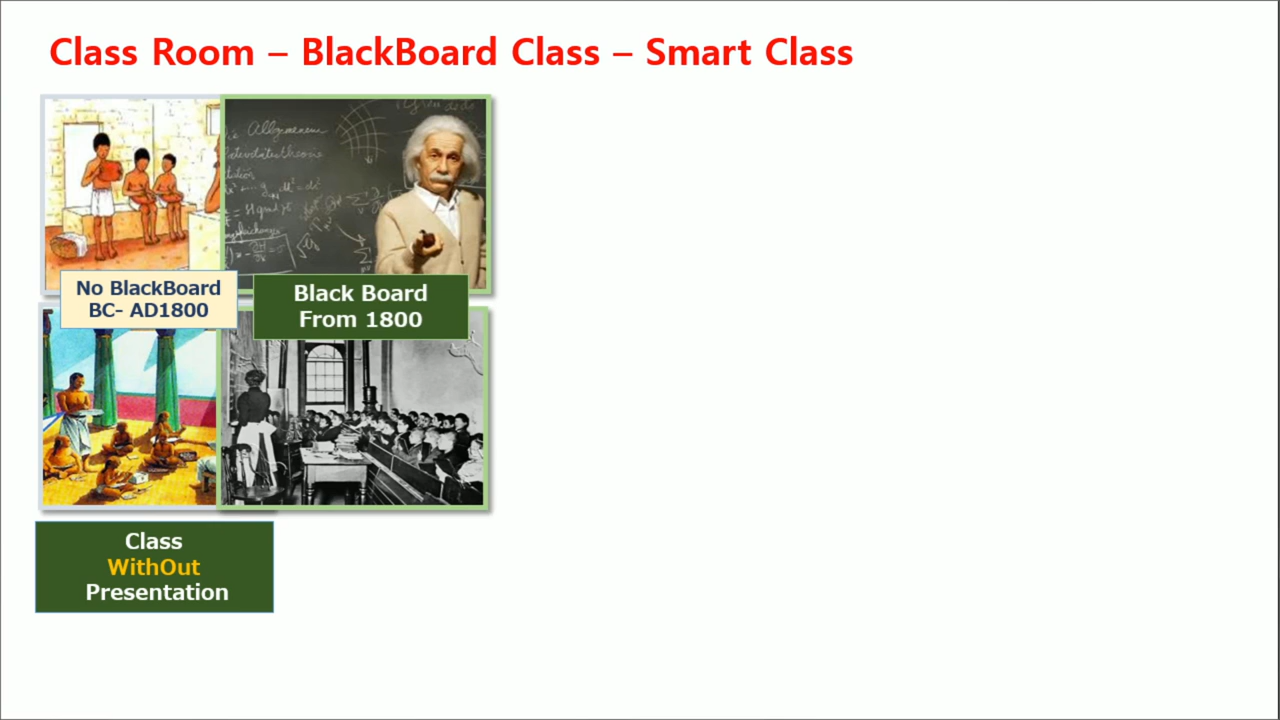 Class Room – BlackBoard Class – Smart Class
No BlackBoard
BC- AD1800
Black Board
From 1800
Class
WithOut
Presentation